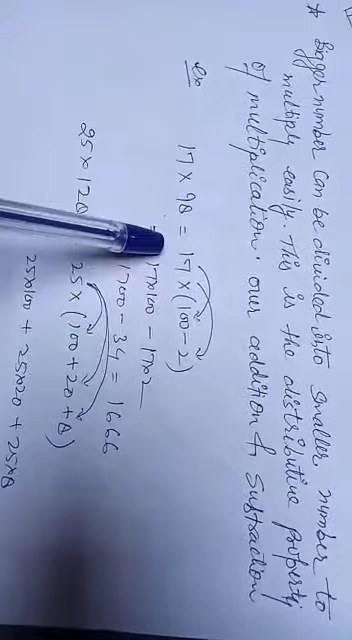 * Bigger number can be divided into smaller number to
multiply easily. This is the distributive property
of multiplication over addition & Subtraction
ex
17 × 98 = 17 × (100 - 2)
17×100 - 17×2
1700 - 34 = 1666
25 × 128
25 × (100 + 20 + 8)
25×100 + 25×20 + 25×8